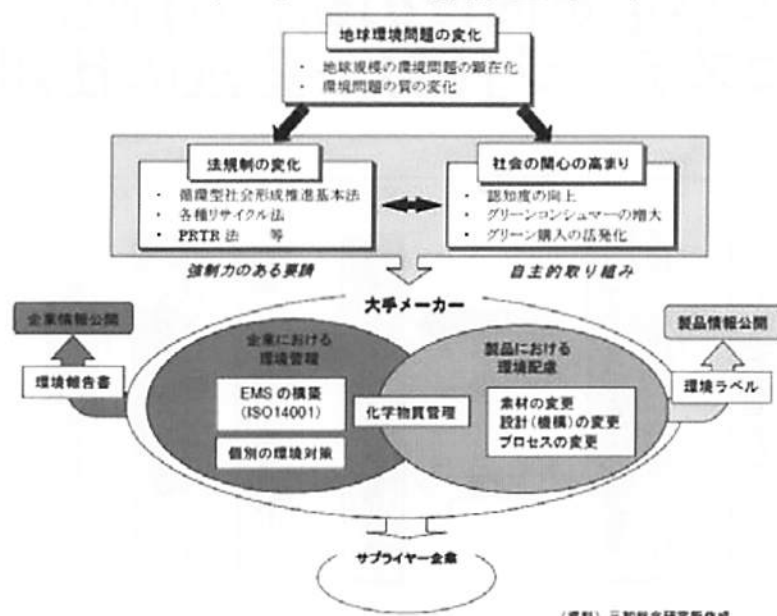 地球環境問題の変化
・ 地球規模の環境問題の顕在化
・ 環境問題の質の変化
法規制の変化
・ 循環型社会形成推進基本法
・ 各種リサイクル法
・ PRTR 法 等
社会の関心の高まり
・ 認知度の向上
・ グリーンコンシュマーの増大
・ グリーン購入の活発化
強制力のある要請
自主的取り組み
大手メーカー
企業情報公開
環境報告書
企業における
環境管理
EMS の構築
(ISO14001)
個別の環境対策
化学物質管理
製品における
環境配慮
素材の変更
設計(機構)の変更
プロセスの変更
製品情報公開
環境ラベル
サプライヤー企業